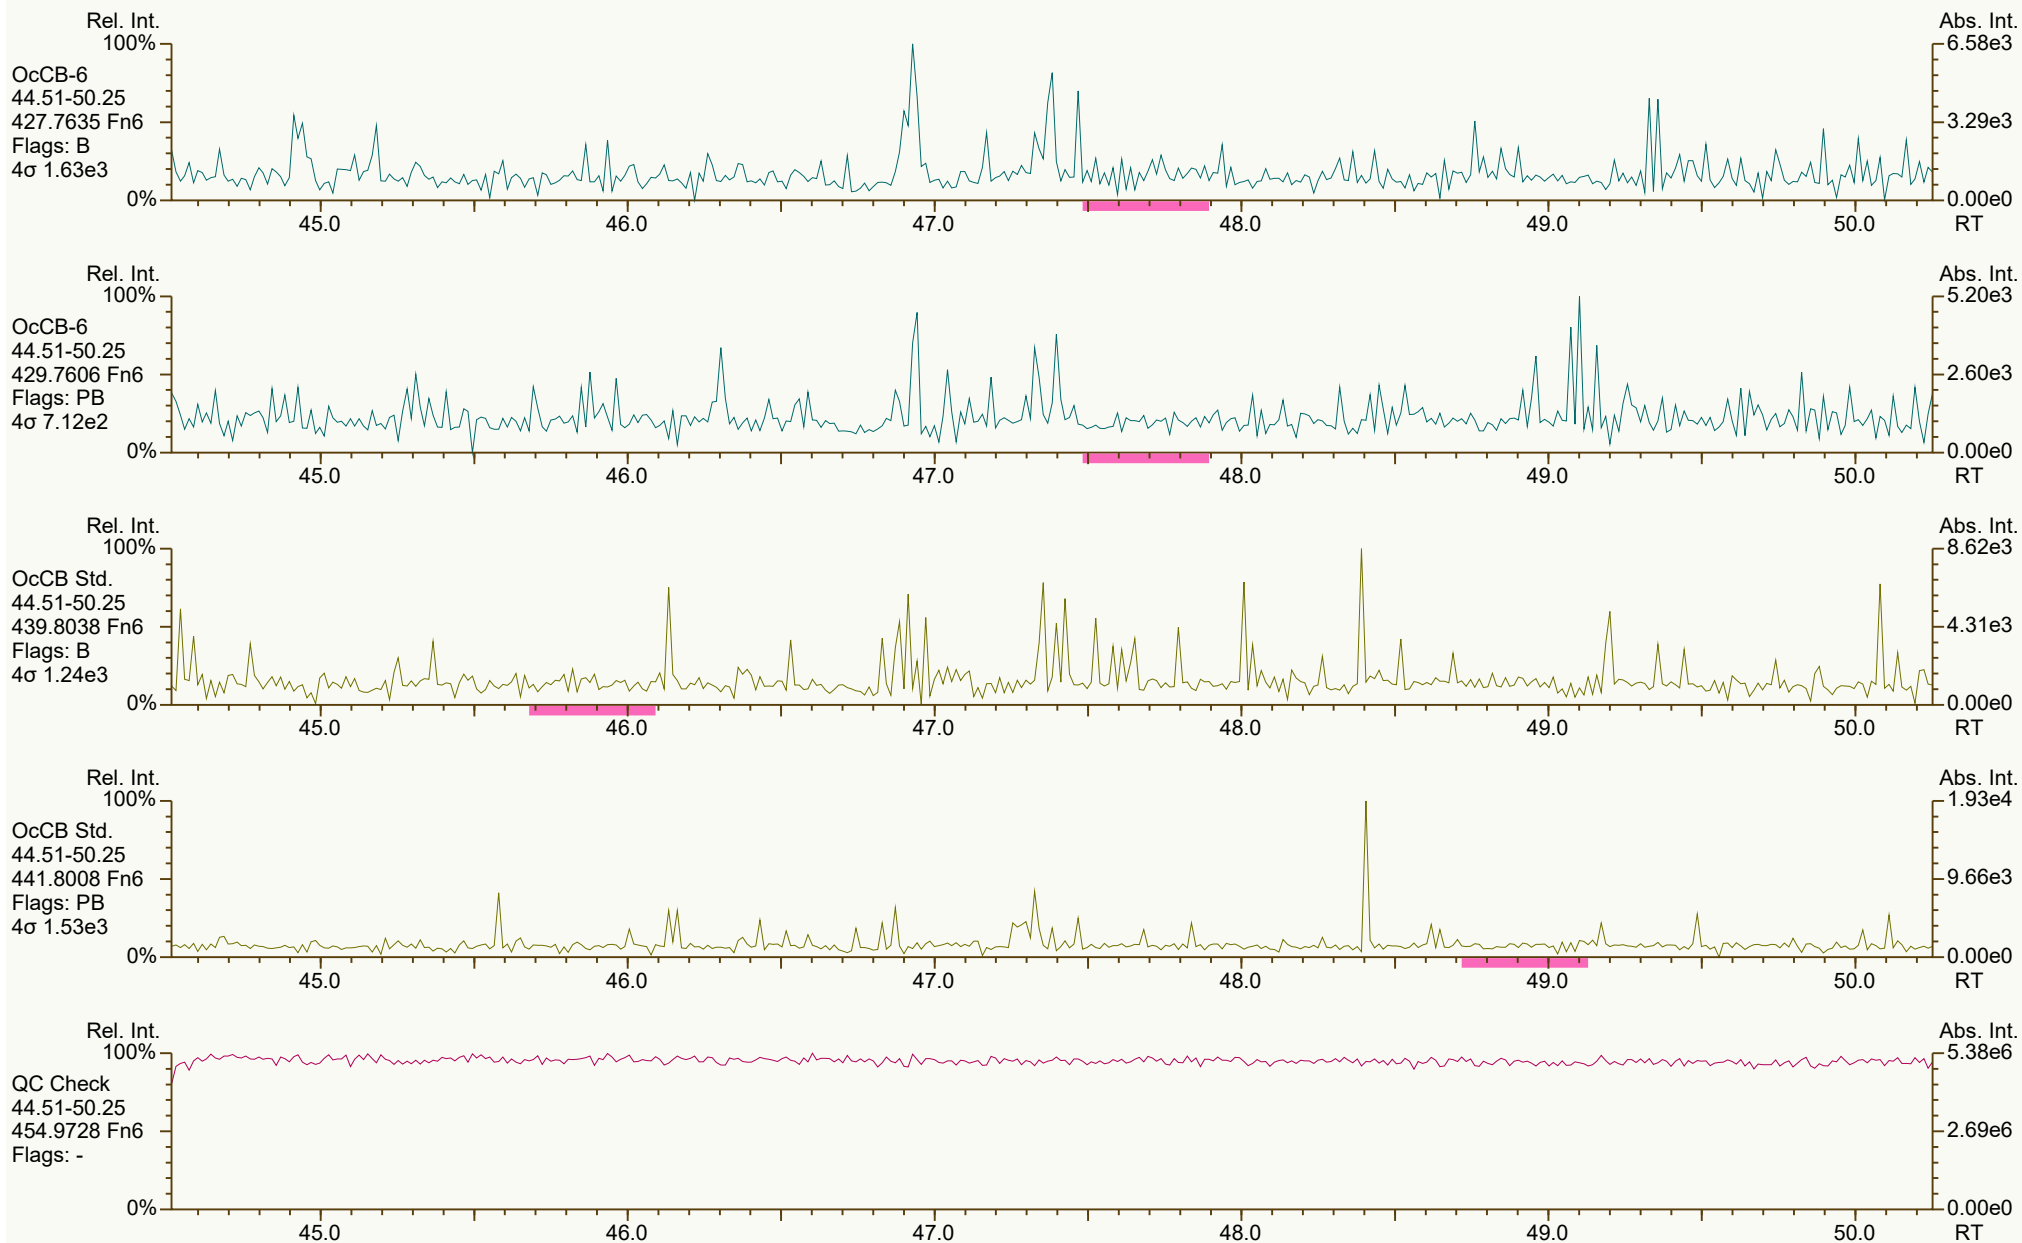 Rel. Int.
Abs. Int.
100%
6.58e3
OcCB-6
44.51-50.25
427.7635 Fn6
3.29e3
Flags: B
4σ 1.63e3
0%
0.00e0
45.0 46.0 47.0 48.0 49.0 50.0 RT
Rel. Int.
Abs. Int.
100%
5.20e3
OcCB-6
44.51-50.25
429.7606 Fn6
2.60e3
Flags: PB
4σ 7.12e2
0%
0.00e0
45.0 46.0 47.0 48.0 49.0 50.0 RT
Rel. Int.
Abs. Int.
100%
8.62e3
OcCB Std.
44.51-50.25
439.8038 Fn6
4.31e3
Flags: B
4σ 1.24e3
0%
0.00e0
45.0 46.0 47.0 48.0 49.0 50.0 RT
Rel. Int.
Abs. Int.
100%
1.93e4
OcCB Std.
44.51-50.25
441.8008 Fn6
9.66e3
Flags: PB
4σ 1.53e3
0%
0.00e0
45.0 46.0 47.0 48.0 49.0 50.0 RT
Rel. Int.
Abs. Int.
100%
5.38e6
QC Check
44.51-50.25
454.9728 Fn6
2.69e6
Flags: -
0%
0.00e0
45.0 46.0 47.0 48.0 49.0 50.0 RT